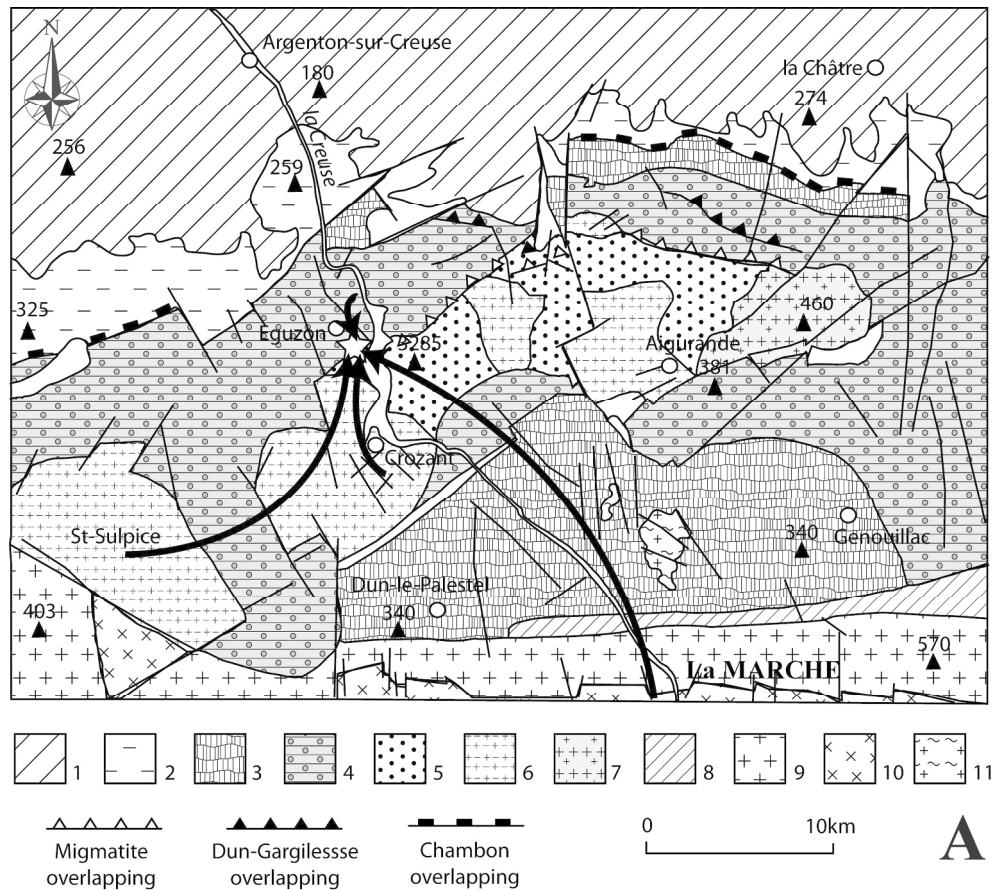 N
Argenton-sur-Creuse
180
la Châtre
274
256
la Creuse
259
325
Eguzon
3285
460
Aigurande
381
Crozant
St-Sulpice
340
Genouillac
Dun-le-Palestel
403
340
570
La MARCHE
1 2 3 4 5 6 7 8 9 10 11
Migmatite
overlapping
Dun-Gargilessse
overlapping
Chambon
overlapping
0 10km
A